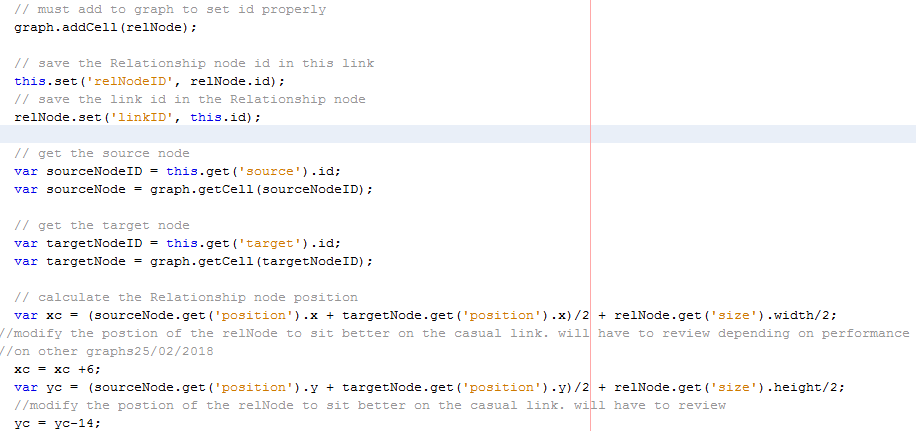 // must add to graph to set id properly
graph.addCell(relNode);
// save the Relationship node id in this link
this.set('relNodeID', relNode.id);
// save the link id in the Relationship node
relNode.set('linkID', this.id);
// get the source node
var sourceNodeID = this.get('source').id;
var sourceNode = graph.getCell(sourceNodeID);
// get the target node
var targetNodeID = this.get('target').id;
var targetNode = graph.getCell(targetNodeID);
// calculate the Relationship node position
var xc = (sourceNode.get('position').x + targetNode.get('position').x)/2 + relNode.get('size').width/2;
//modify the postion of the relNode to sit better on the casual link. will have to review depending on performance
//on other graphs25/02/2018
xc = xc +6;
var yc = (sourceNode.get('position').y + targetNode.get('position').y)/2 + relNode.get('size').height/2;
//modify the postion of the relNode to sit better on the casual link. will have to review
yc = yc-14;